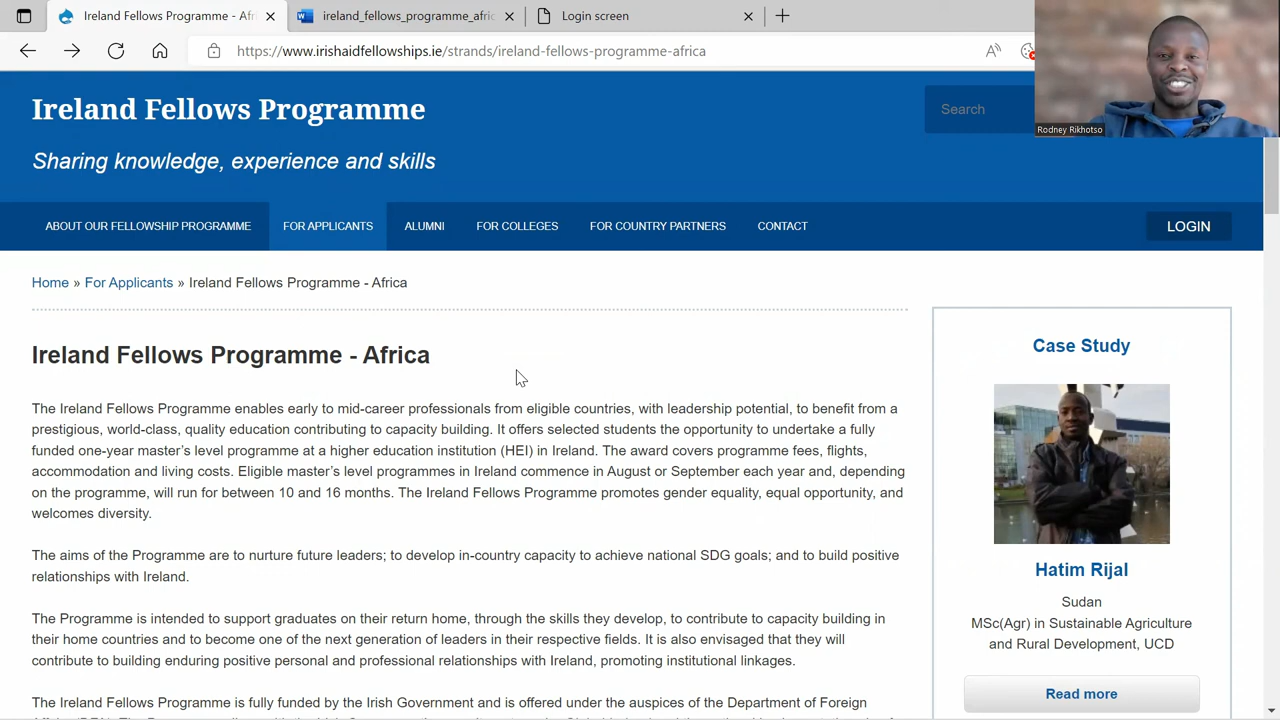 Ireland Fellows Programme - Afr
ireland_fellows_programme_afric
Login screen
https://www.irishaidfellowships.ie/strands/ireland-fellows-programme-africa
Rodney Rikhotso
Ireland Fellows Programme
Search
Sharing knowledge, experience and skills
ABOUT OUR FELLOWSHIP PROGRAMME
FOR APPLICANTS
ALUMNI
FOR COLLEGES
FOR COUNTRY PARTNERS
CONTACT
LOGIN
Home » For Applicants » Ireland Fellows Programme - Africa
Ireland Fellows Programme - Africa
The Ireland Fellows Programme enables early to mid-career professionals from eligible countries, with leadership potential, to benefit from a
prestigious, world-class, quality education contributing to capacity building. It offers selected students the opportunity to undertake a fully
funded one-year master's level programme at a higher education institution (HEI) in Ireland. The award covers programme fees, flights,
accommodation and living costs. Eligible master's level programmes in Ireland commence in August or September each year and, depending
on the programme, will run for between 10 and 16 months. The Ireland Fellows Programme promotes gender equality, equal opportunity, and
welcomes diversity.
The aims of the Programme are to nurture future leaders; to develop in-country capacity to achieve national SDG goals; and to build positive
relationships with Ireland.
The Programme is intended to support graduates on their return home, through the skills they develop, to contribute to capacity building in
their home countries and to become one of the next generation of leaders in their respective fields. It is also envisaged that they will
contribute to building enduring positive personal and professional relationships with Ireland, promoting institutional linkages.
The Ireland Fellows Programme is fully funded by the Irish Government and is offered under the auspices of the Department of Foreign
Case Study
Hatim Rijal
Sudan
MSc(Agr) in Sustainable Agriculture
and Rural Development, UCD
Read more